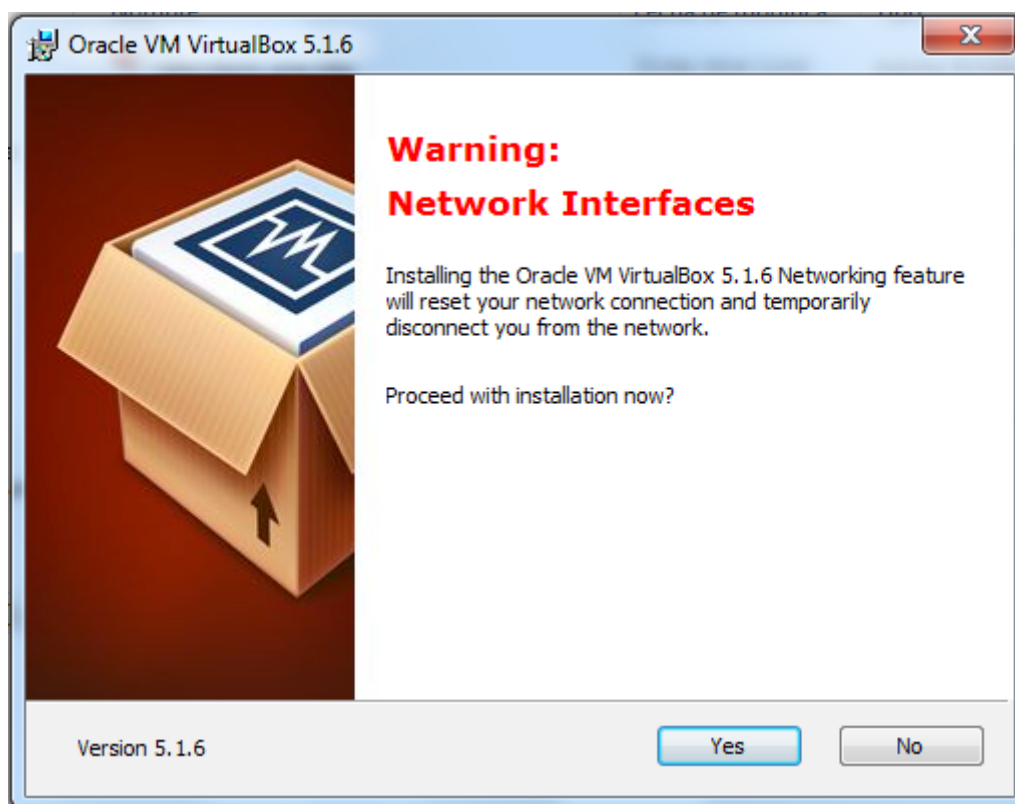 Oracle VM VirtualBox 5.1.6
Warning:
Network Interfaces
Installing the Oracle VM VirtualBox 5.1.6 Networking feature
will reset your network connection and temporarily
disconnect you from the network.
Proceed with installation now?
Version 5.1.6
Yes
No